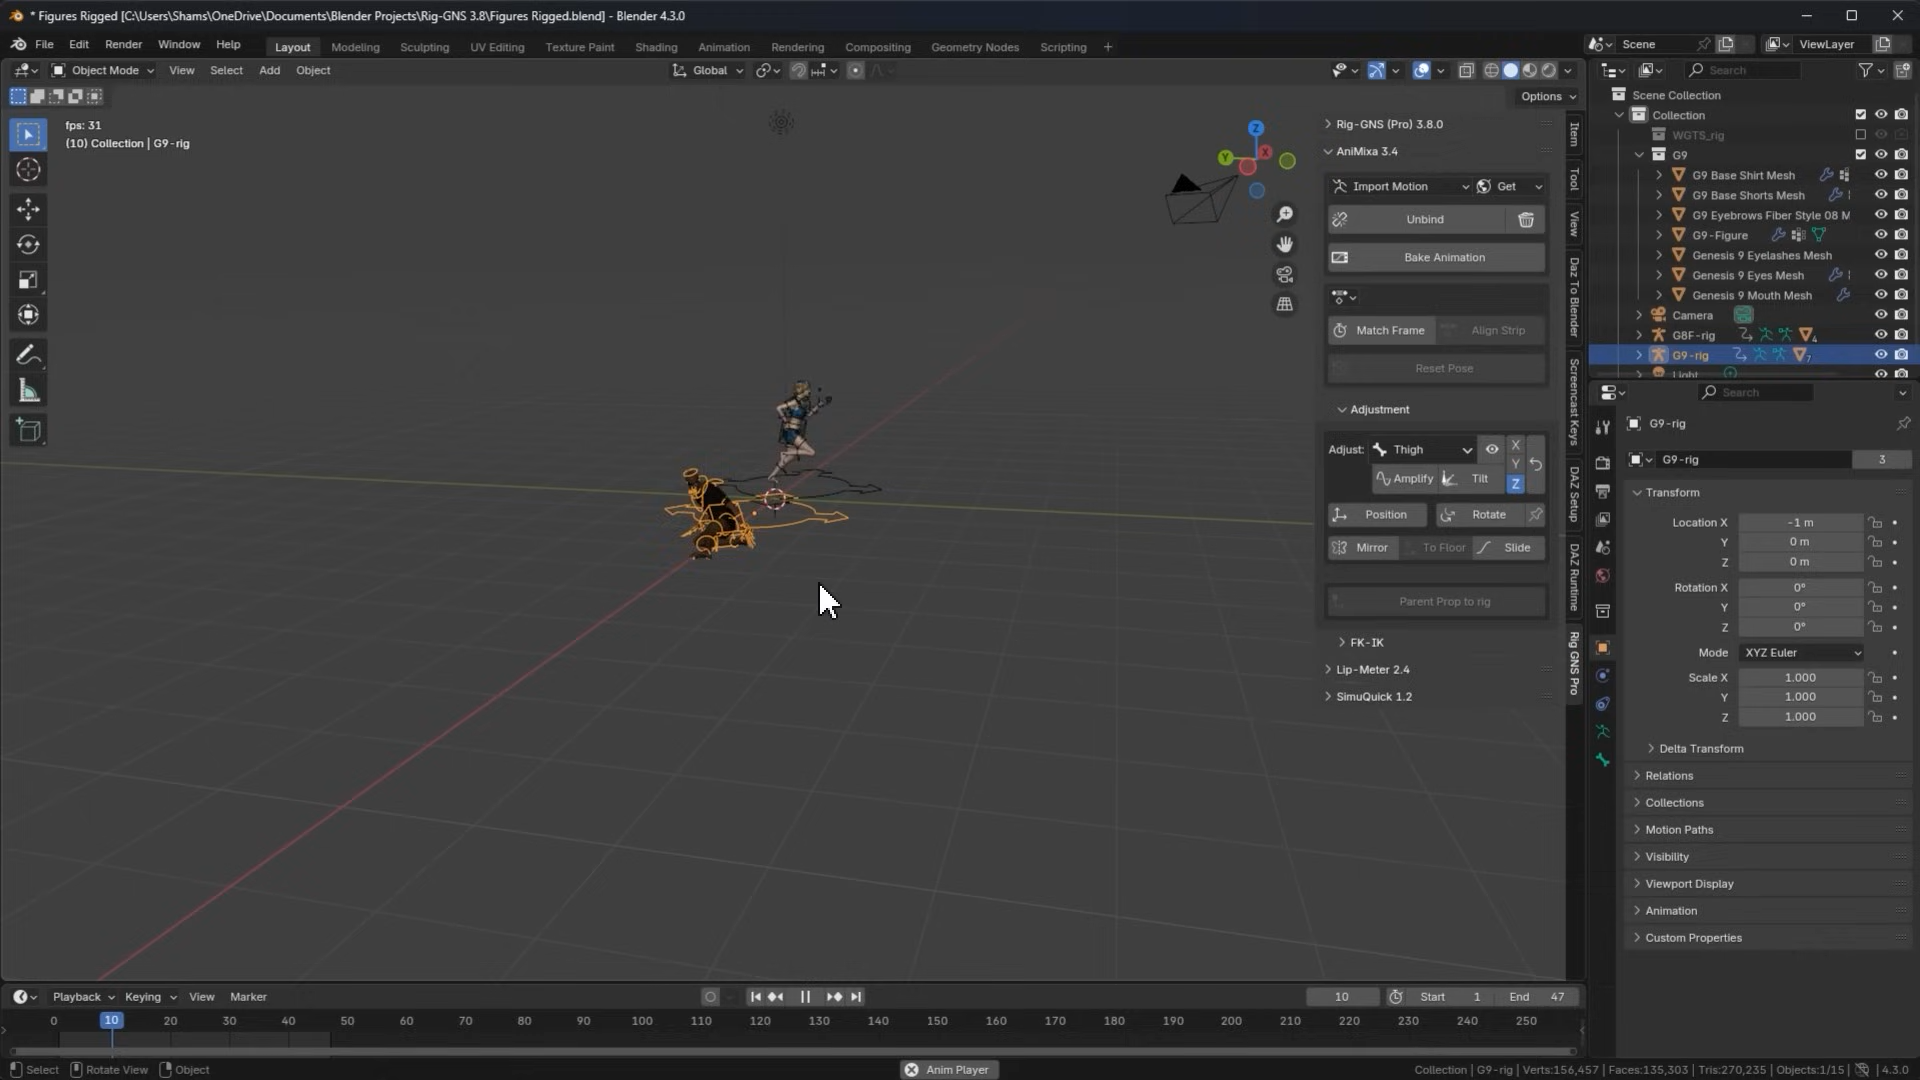 * Figures Rigged [C:\Users\Shams\OneDrive\Documents\Blender Projects\Rig-GNS 3.8\Figures Rigged.blend] - Blender 4.3.0
File Edit Render Window Help Layout Modeling Sculpting UV Editing Texture Paint Shading Animation Rendering Compositing Geometry Nodes Scripting + Scene ViewLayer
Object Mode View Select Add Object Global Search
Options
fps: 31
(10) Collection | G9-rig
Z
Y
X
Rig-GNS (Pro) 3.8.0
AniMixa 3.4
Import Motion Get
Unbind
Bake Animation
Match Frame Align Strip
Reset Pose
Adjustment
Adjust: Thigh X
Y
Amplify Tilt Z
Position Rotate
Mirror To Floor Slide
Parent Prop to rig
FK-IK
Lip-Meter 2.4
SimuQuick 1.2
Item
Tool
View
Daz To Blender
Screencast Keys
DAZ Setup
DAZ Runtime
Rig GNS Pro
Scene Collection
Collection
WGTS_rig
G9
G9 Base Shirt Mesh
G9 Base Shorts Mesh
G9 Eyebrows Fiber Style 08 M
G9-Figure
Genesis 9 Eyelashes Mesh
Genesis 9 Eyes Mesh
Genesis 9 Mouth Mesh
Camera
G8F-rig 4
G9-rig 7
Light
Search
G9-rig
G9-rig 3
Transform
Location X -1 m
Y 0 m
Z 0 m
Rotation X 0°
Y 0°
Z 0°
Mode XYZ Euler
Scale X 1.000
Y 1.000
Z 1.000
Delta Transform
Relations
Collections
Motion Paths
Visibility
Viewport Display
Animation
Custom Properties
Playback Keying View Marker 10 Start 1 End 47
0 10 20 30 40 50 60 70 80 90 100 110 120 130 140 150 160 170 180 190 200 210 220 230 240 250
Select Rotate View Object Anim Player Collection | G9-rig | Verts:156,457 | Faces:135,303 | Tris:270,235 | Objects:1/15 | 4.3.0